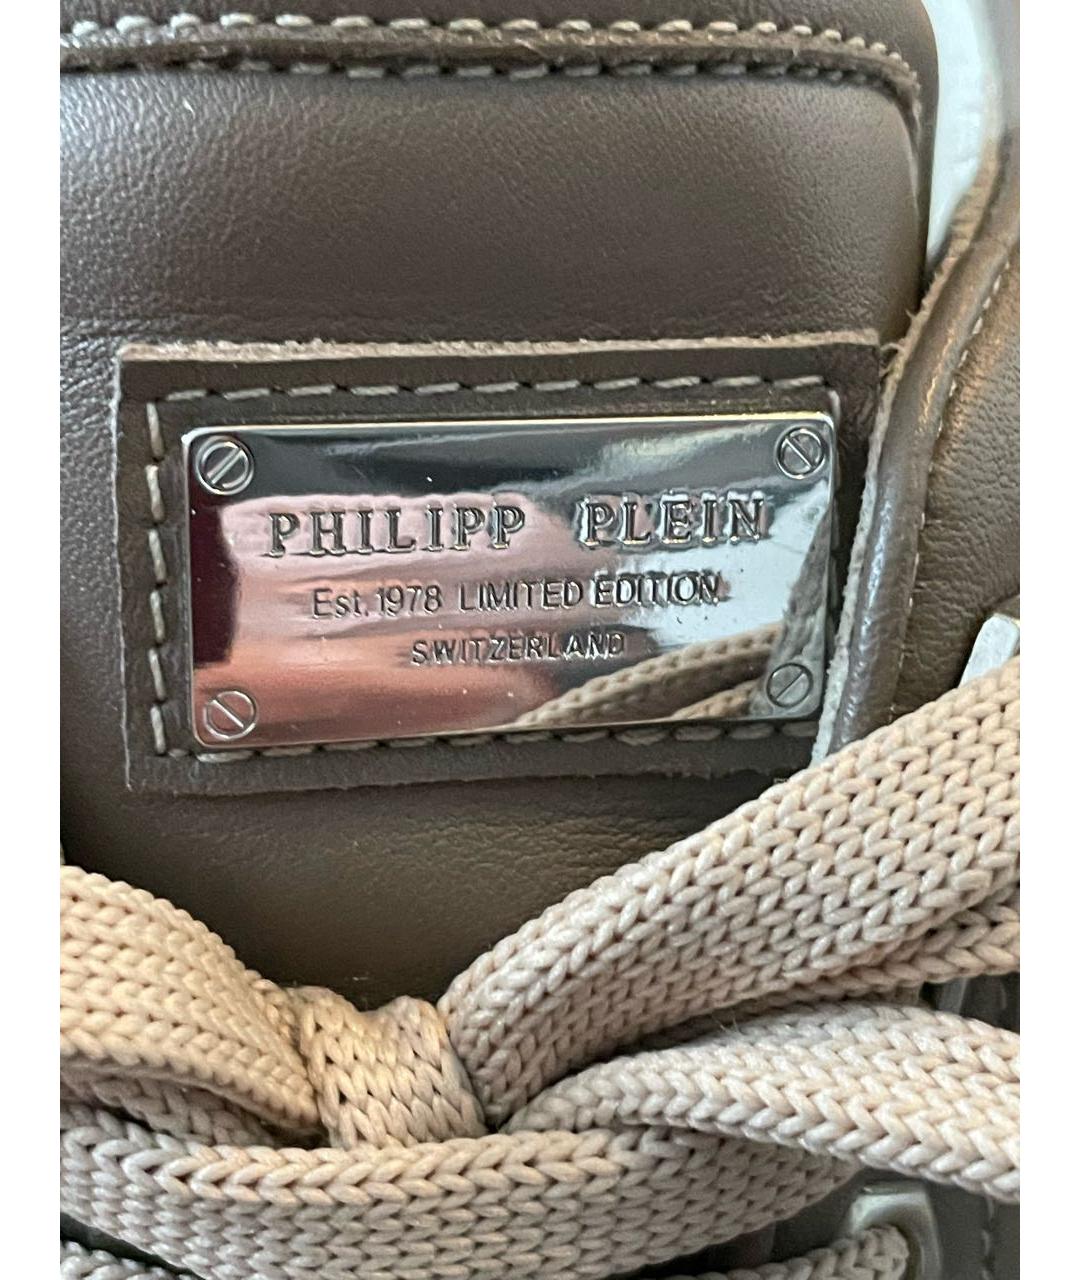 PHILIPP PLEIN
Est. 1978 LIMITED EDITION
SWITZERLAND